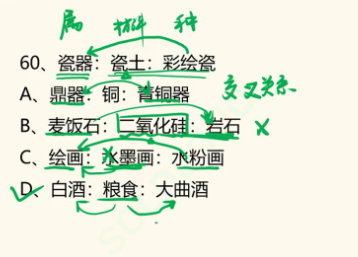 属 材料 种
60、瓷器：瓷土：彩绘瓷
A、鼎器：铜：青铜器 交叉关系
B、麦饭石：二氧化硅：岩石
C、绘画：水墨画：水粉画
D、白酒：粮食：大曲酒